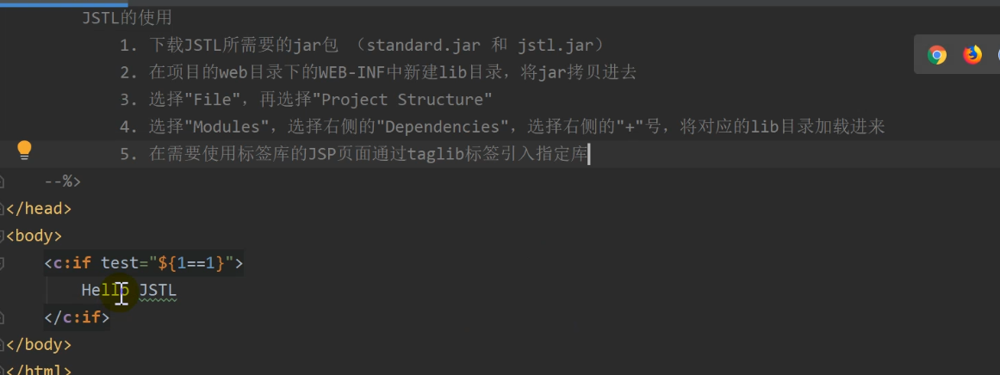 JSTL的使用
1. 下载JSTL所需要的jar包 （standard.jar 和 jstl.jar）
2. 在项目的web目录下的WEB-INF中新建lib目录，将jar拷贝进去
3. 选择"File"，再选择"Project Structure"
4. 选择"Modules"，选择右侧的"Dependencies"，选择右侧的"+"号，将对应的lib目录加载进来
5. 在需要使用标签库的JSP页面通过taglib标签引入指定库
--%>
</head>
<body>
<c:if test="${1==1}">
Hello JSTL
</c:if>
</body>
</html>